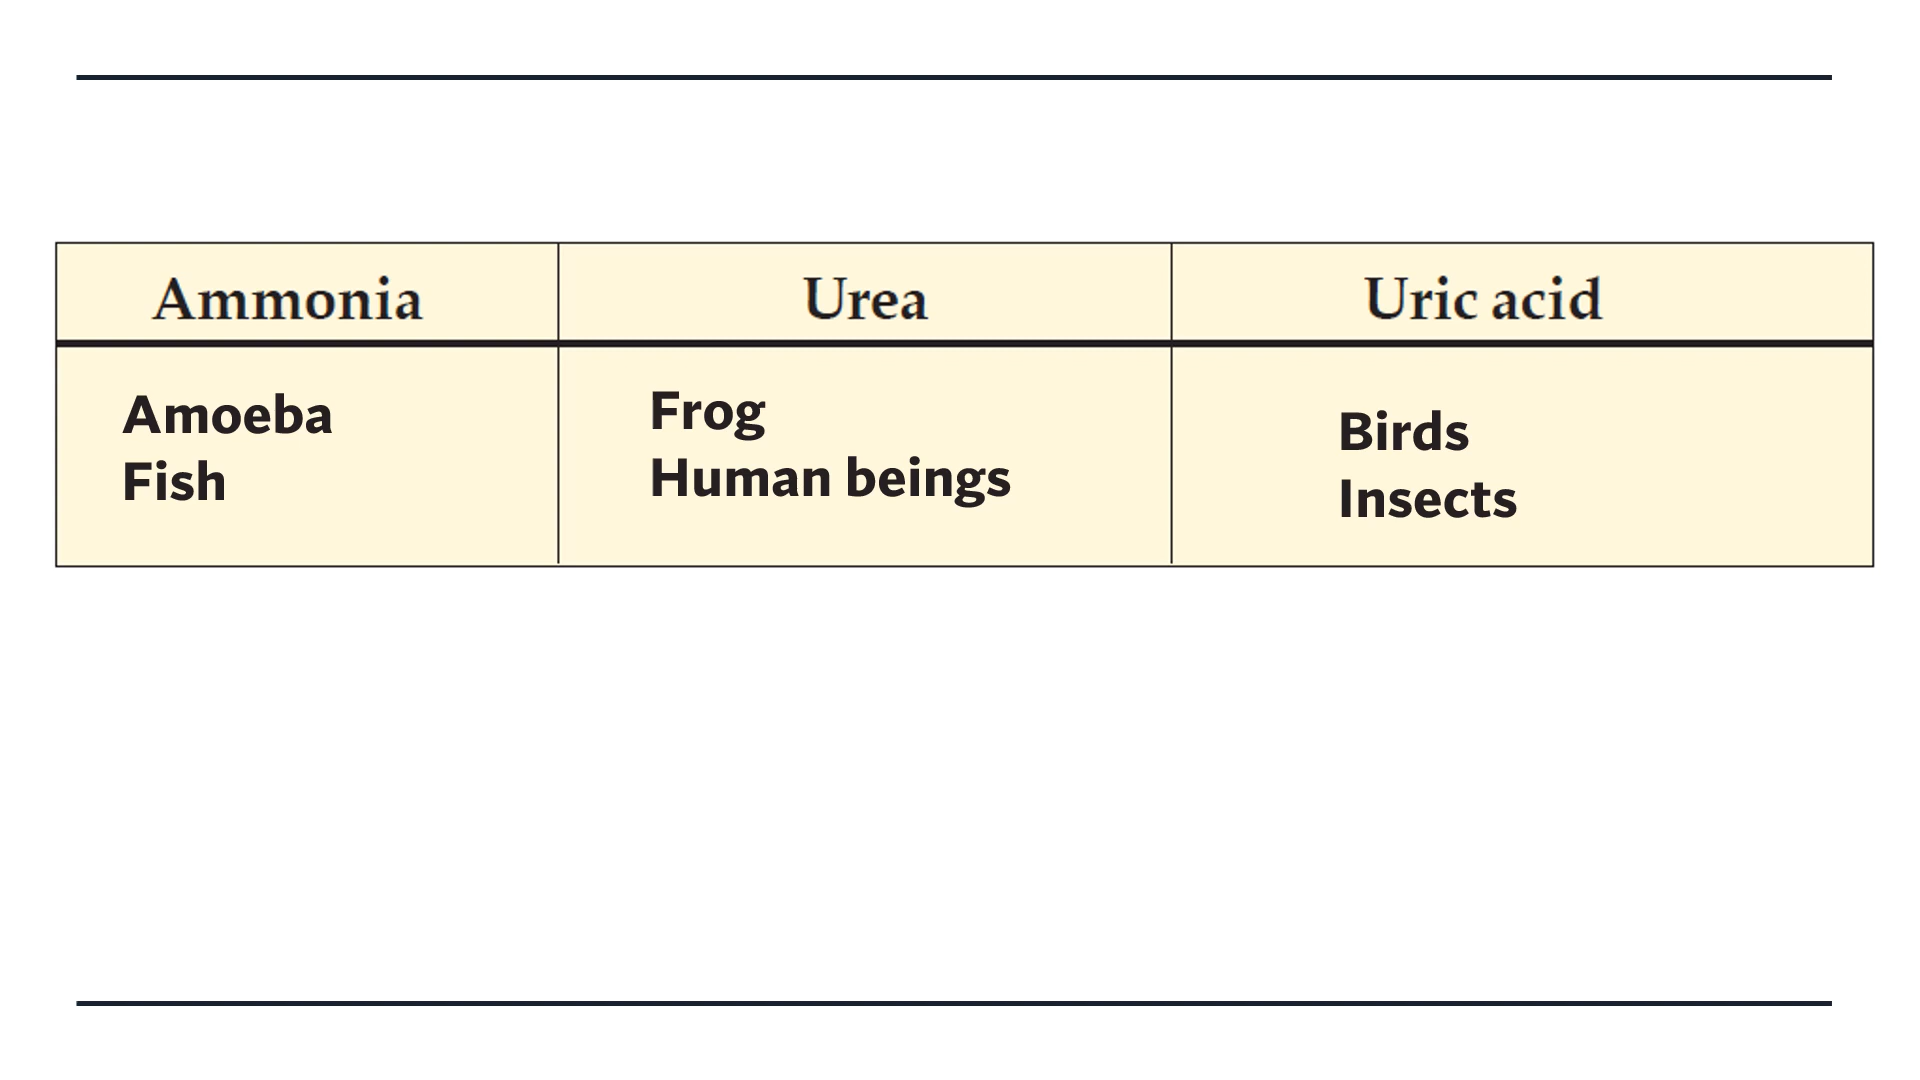 Ammonia Urea Uric acid
Amoeba
Fish
Frog
Human beings
Birds
Insects